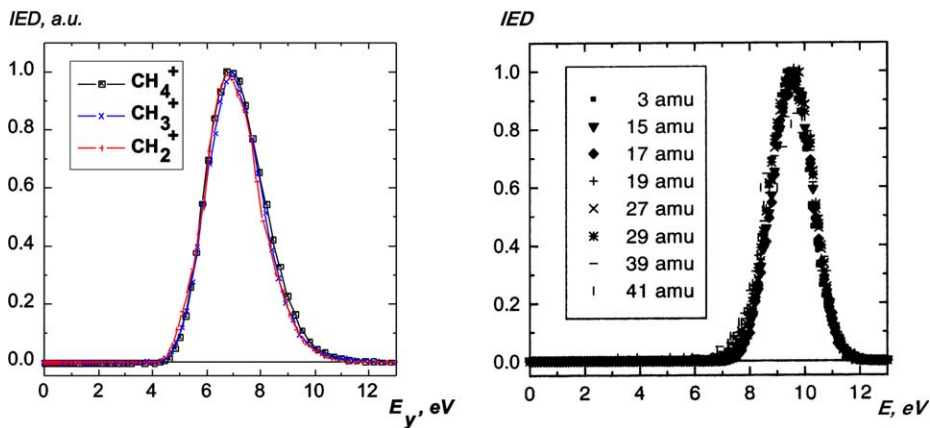 IED, a.u.
1.0
0.8
0.6
0.4
0.2
0.0
0 2 4 6 8 10 12
E_y, eV
CH4+
CH3+
CH2+
IED
1.0
0.8
0.6
0.4
0.2
0.0
0 2 4 6 8 10 12
E, eV
3 amu
15 amu
17 amu
19 amu
27 amu
29 amu
39 amu
41 amu